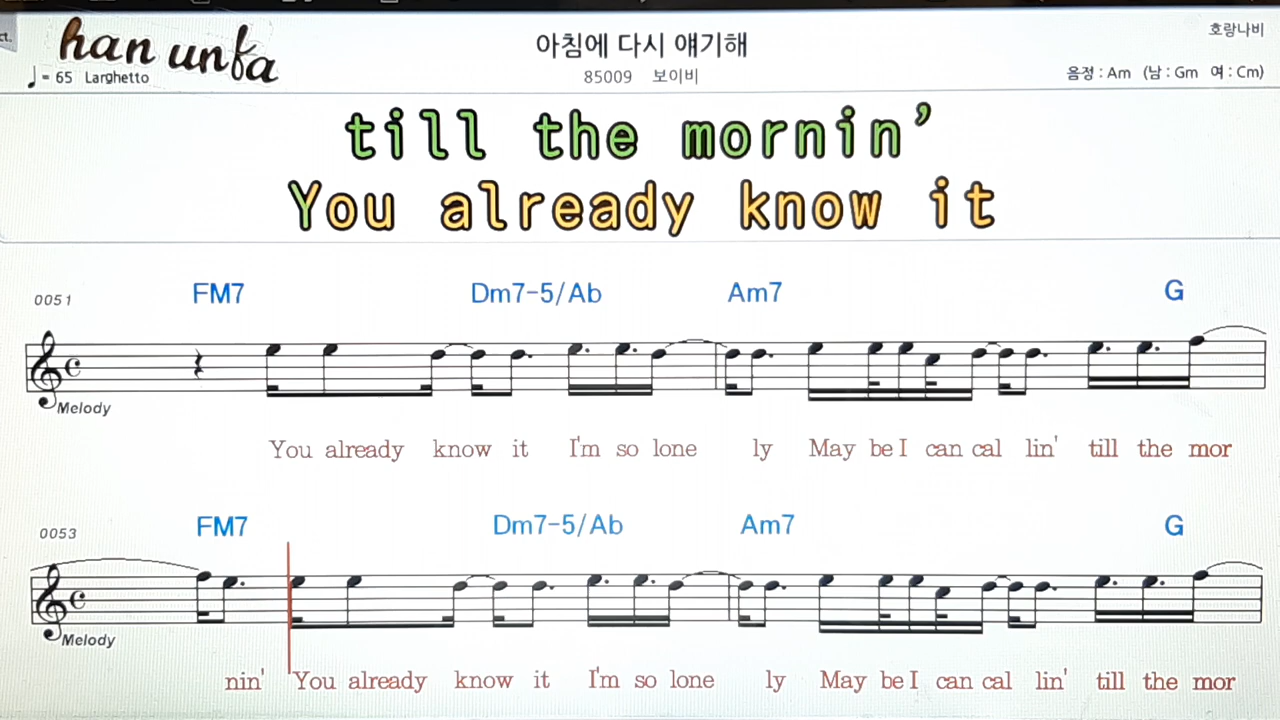 ct.
han unfa
♩= 65 Larghetto
아침에 다시 얘기해
85009 보이비
호랑나비
음정 : Am (남 : Gm 여 : Cm)
till the mornin’
You already know it
0051 FM7 Dm7-5/Ab Am7 G
Melody
You already know it I'm so lone ly May be I can cal lin' till the mor
0053 FM7 Dm7-5/Ab Am7 G
Melody
nin' You already know it I'm so lone ly May be I can cal lin' till the mor